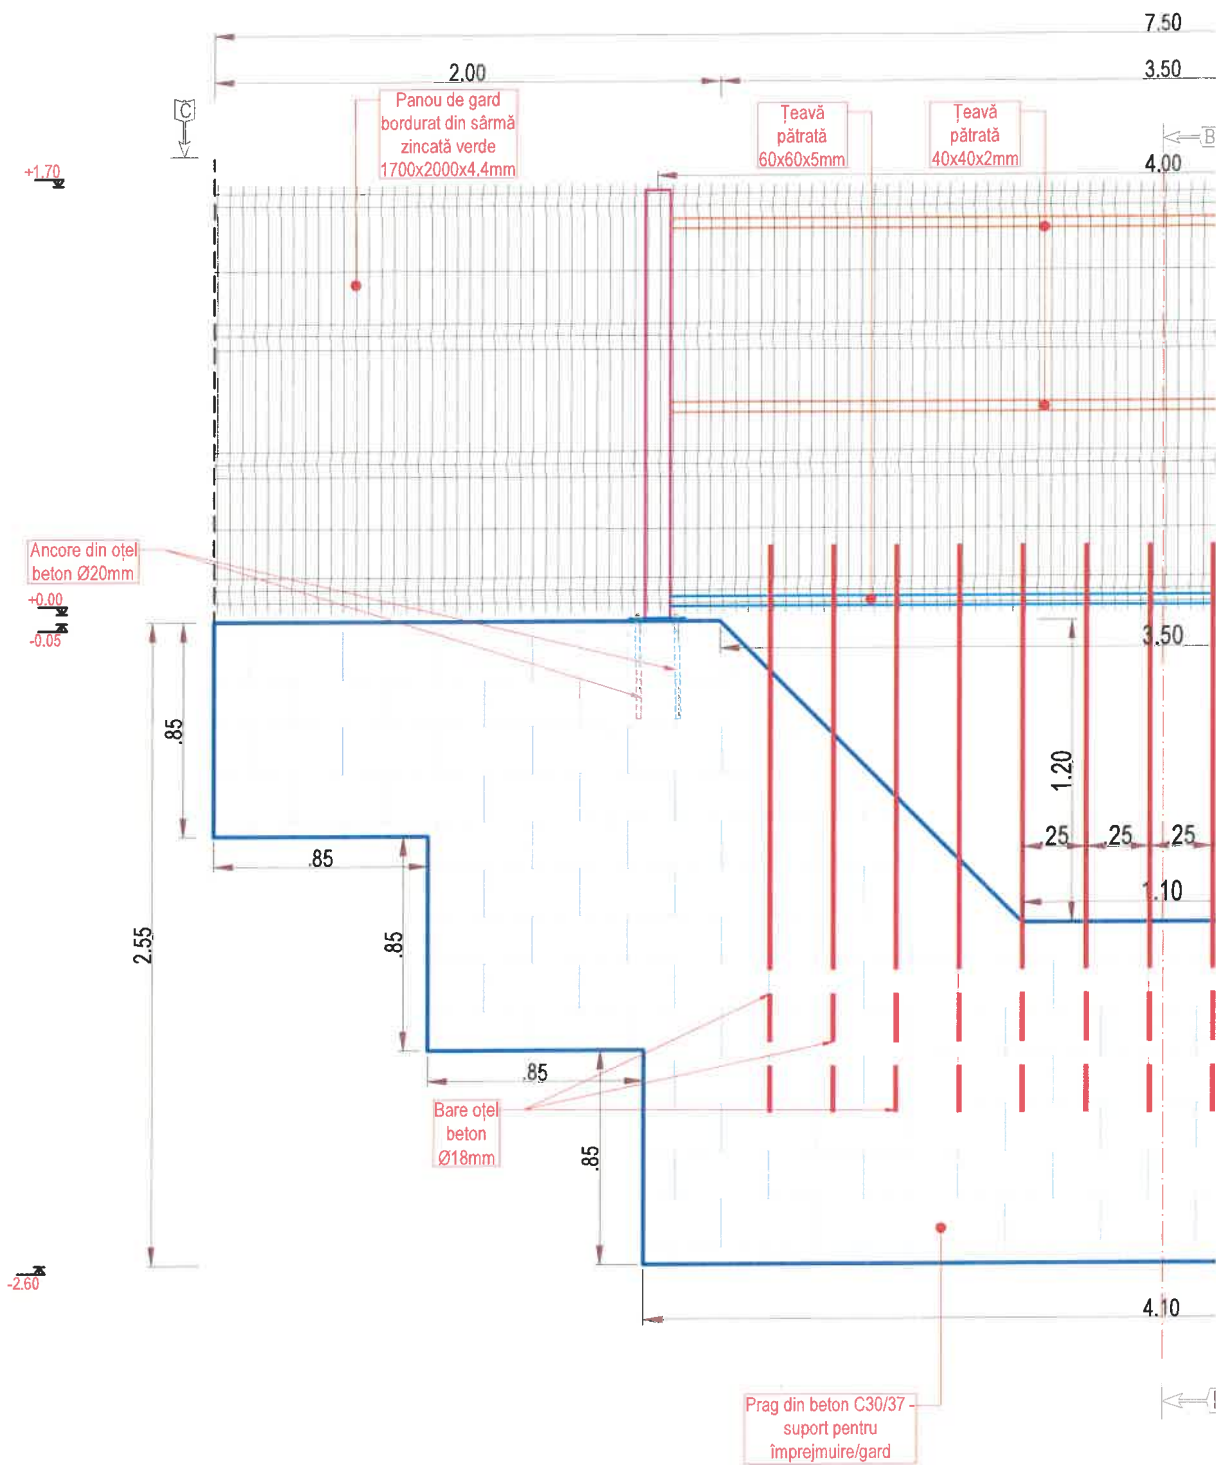 7.50
2.00
3.50
C
Panou de gard
bordurat din sârmă
zincată verde
1700x2000x4,4mm
Țeavă
pătrată
60x60x5mm
Țeavă
pătrată
40x40x2mm
B
4.00
+1.70
Ancore din oțel
beton Ø20mm
+0.00
-0.05
3.50
.85
1.20
.25
.25
.25
.85
1.10
.85
2.55
.85
Bare oțel
beton
Ø18mm
.85
-2.60
4.10
Prag din beton C30/37 -
suport pentru
împrejmuire/gard